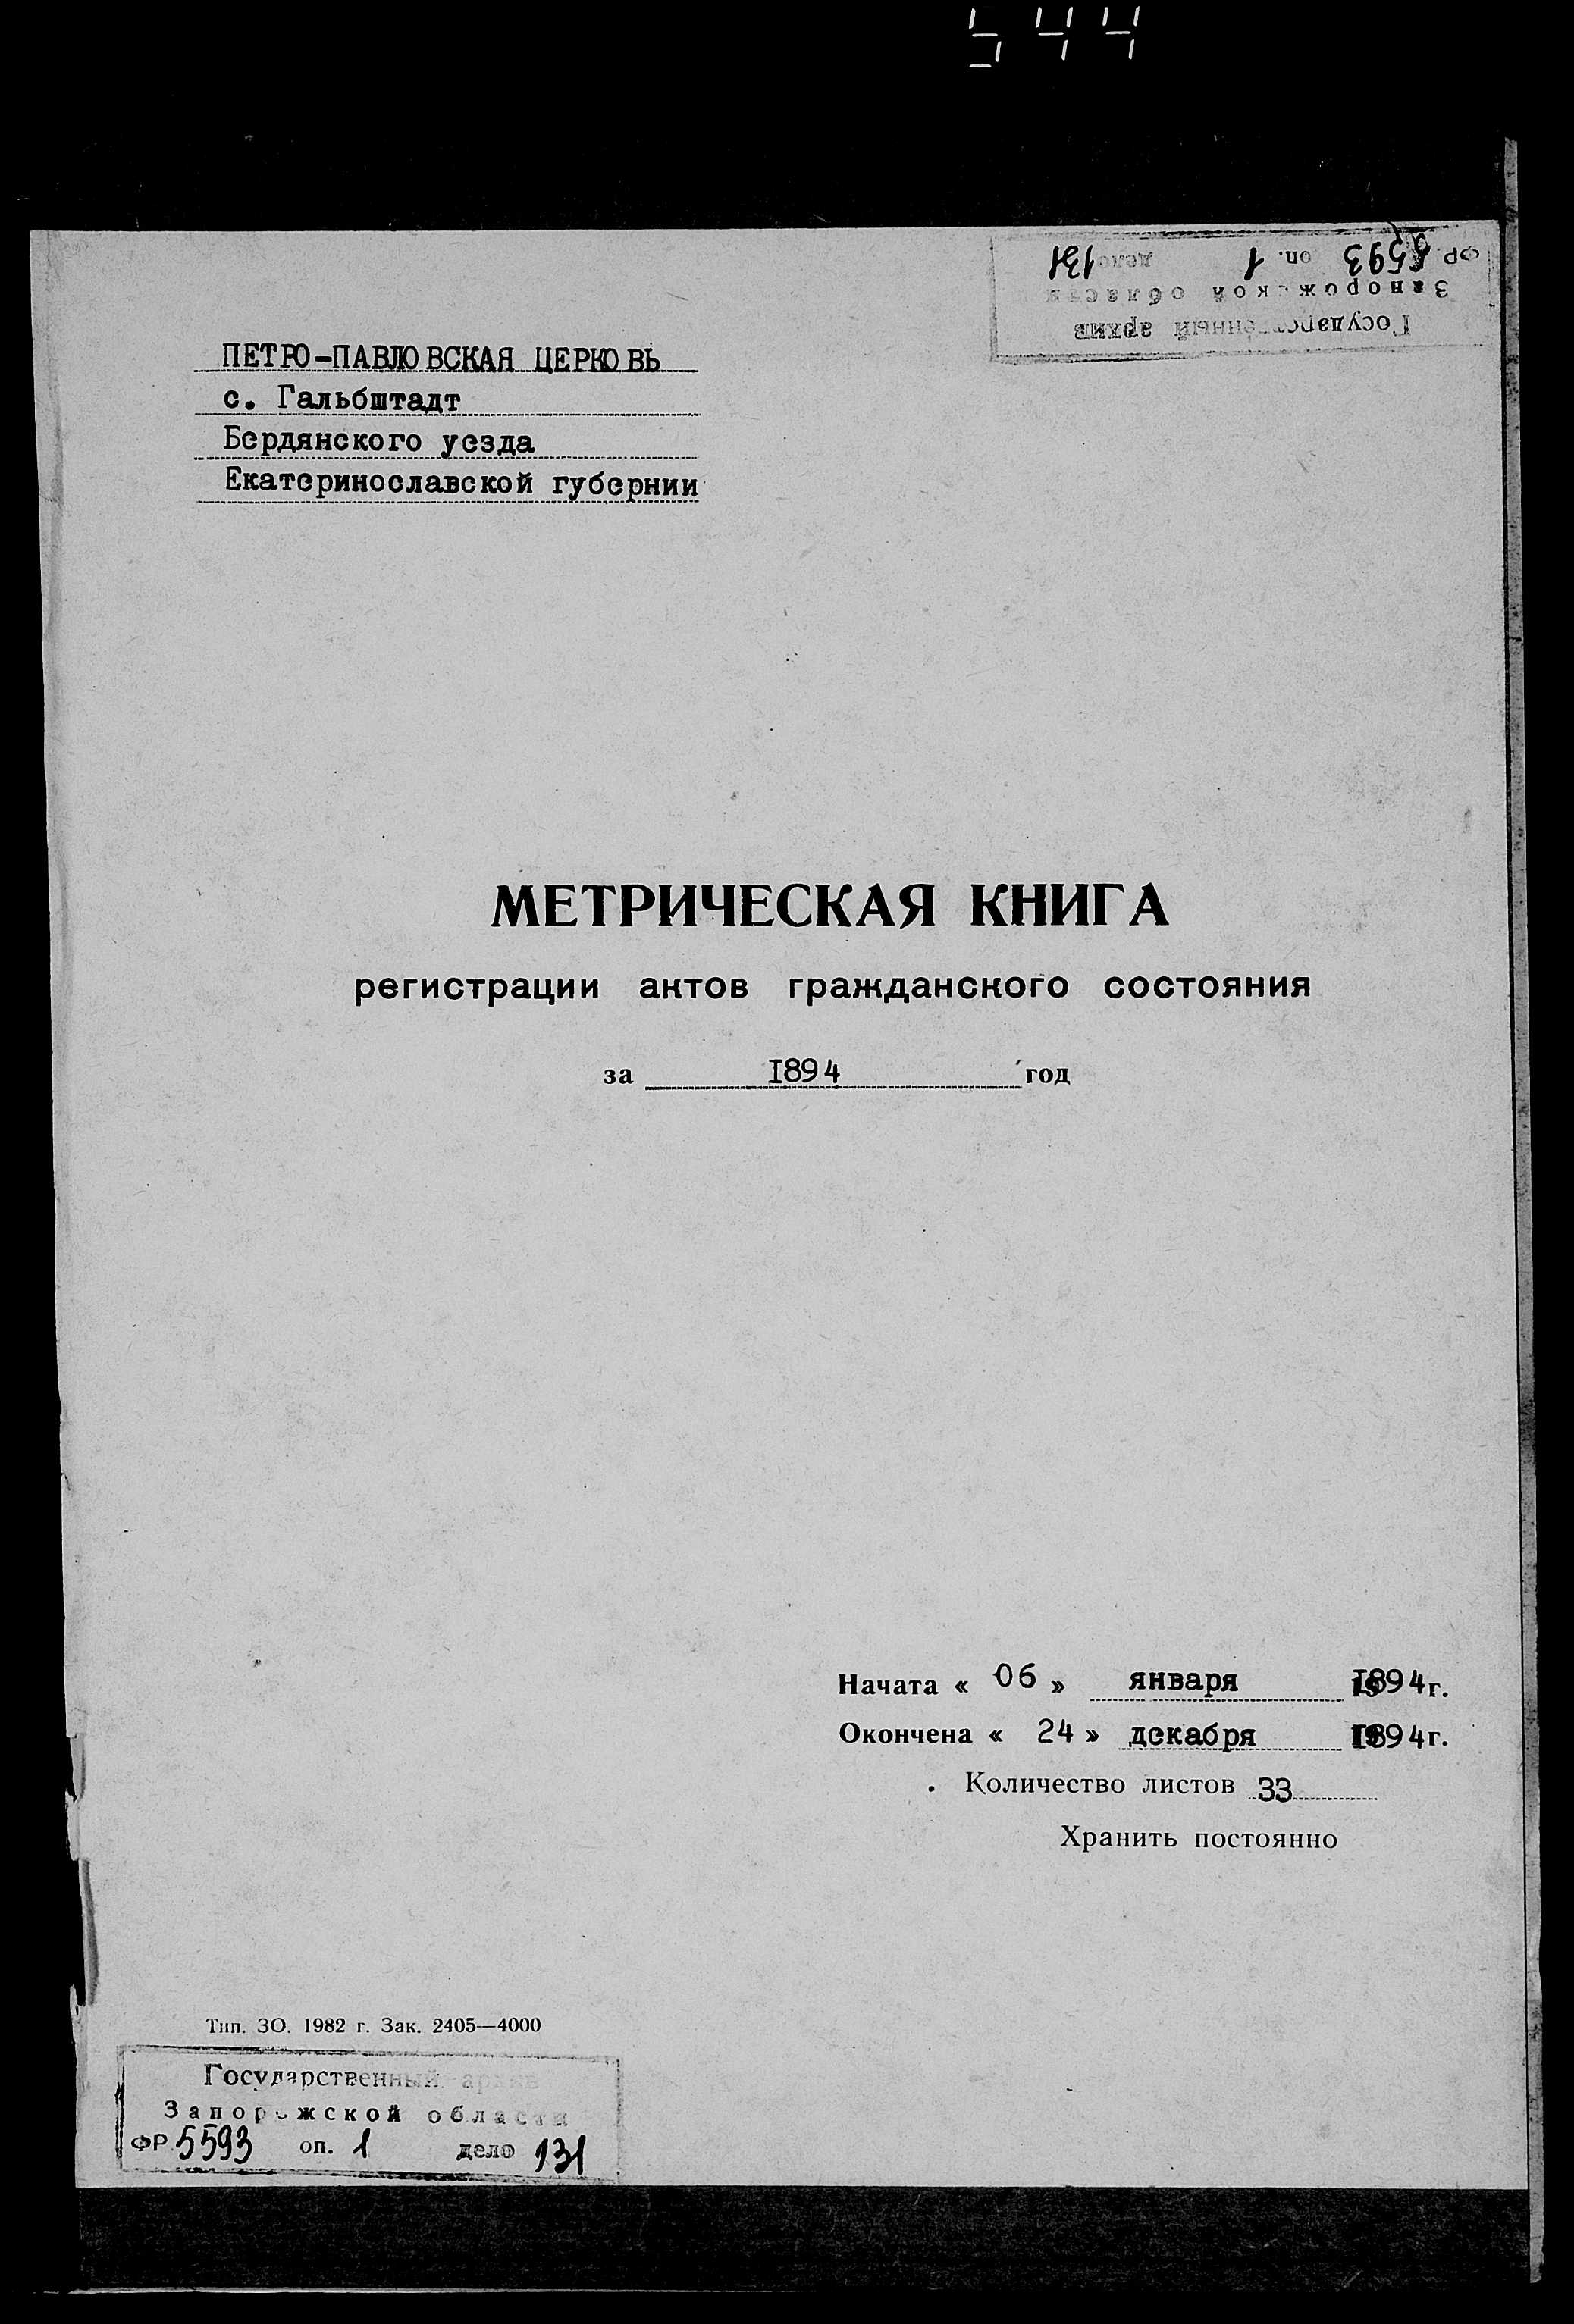 544
ФР 5593 оп. 1 дело 131
Запорожской области
Государственный архив
ПЕТРО-ПАВЛОВСКАЯ ЦЕРКОВЬ
с. Гальбштадт
Бердянского уезда
Екатеринославской губернии
МЕТРИЧЕСКАЯ КНИГА
регистрации актов гражданского состояния
за 1894 год
Начата « 06 » января 1894г.
Окончена « 24 » декабря 1894г.
Количество листов 33
Хранить постоянно
Тип. ЗО. 1982 г. Зак. 2405—4000
Государственный архив
Запорожской области
ФР 5593 оп. 1 дело 131